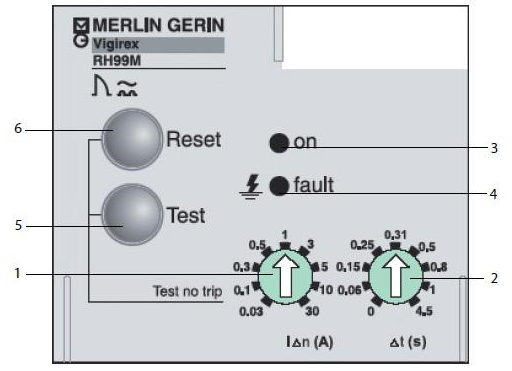 MERLIN GERIN
Vigirex
RH99M
6
Reset
on
3
fault
4
5
Test
1
0.03
0.1
0.3
0.5
1
3
5
10
30
0
0.06
0.15
0.25
0.31
0.5
0.8
1
4.5
2
Test no trip
IΔn (A)
Δt (s)